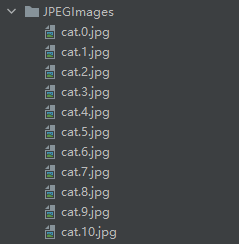 JPEGImages
cat.0.jpg
cat.1.jpg
cat.2.jpg
cat.3.jpg
cat.4.jpg
cat.5.jpg
cat.6.jpg
cat.7.jpg
cat.8.jpg
cat.9.jpg
cat.10.jpg